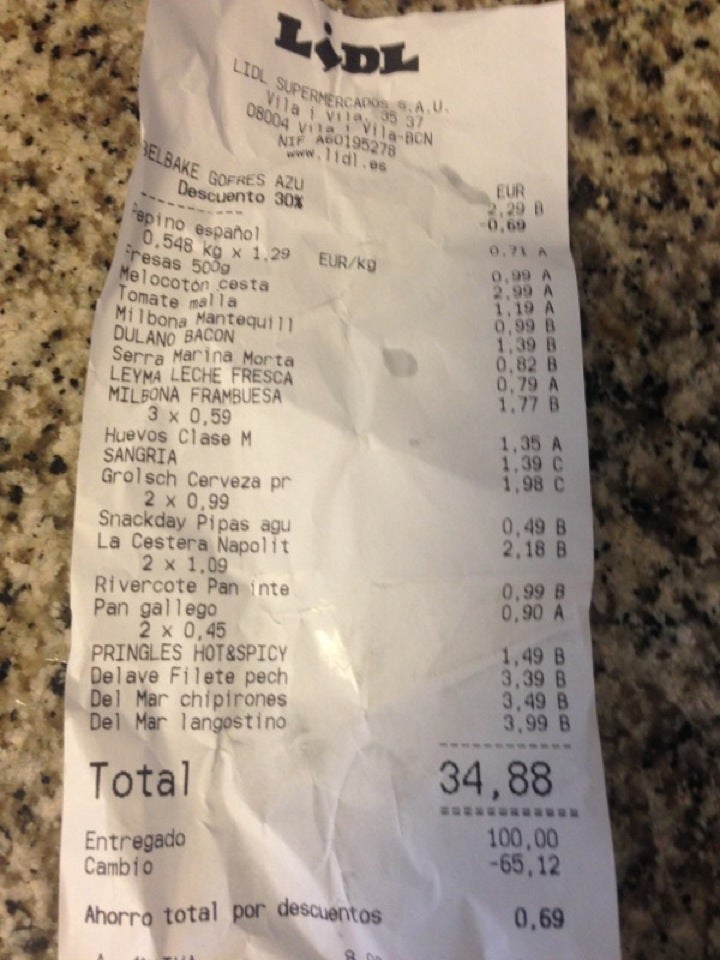 LIDL
LIDL SUPERMERCADOS S.A.U.
Vila i Vila, 35 37
08004 Vila i Vila-BCN
NIF A60195278
www.lidl.es
EUR
BELBAKE GOFRES AZU 2,29 B
Descuento 30% -0,69
Pepino español 0,71 A
0,548 kg x 1,29 EUR/kg
Fresas 500g 0,99 A
Melocotón cesta 2,99 A
Tomate malla 1,19 A
Milbona Mantequill 0,99 B
DULANO BACON 1,39 B
Serra Marina Morta 0,82 B
LEYMA LECHE FRESCA 0,79 A
MILBONA FRAMBUESA 1,77 B
3 x 0,59
Huevos Clase M 1,35 A
SANGRIA 1,39 C
Grolsch Cerveza pr 1,98 C
2 x 0,99
Snackday Pipas agu 0,49 B
La Cestera Napolit 2,18 B
2 x 1,09
Rivercote Pan inte 0,99 B
Pan gallego 0,90 A
2 x 0,45
PRINGLES HOT&SPICY 1,49 B
Delave Filete pech 3,39 B
Del Mar chipirones 3,49 B
Del Mar langostino 3,99 B
Total 34,88
Entregado 100,00
Cambio -65,12
Ahorro total por descuentos 0,69